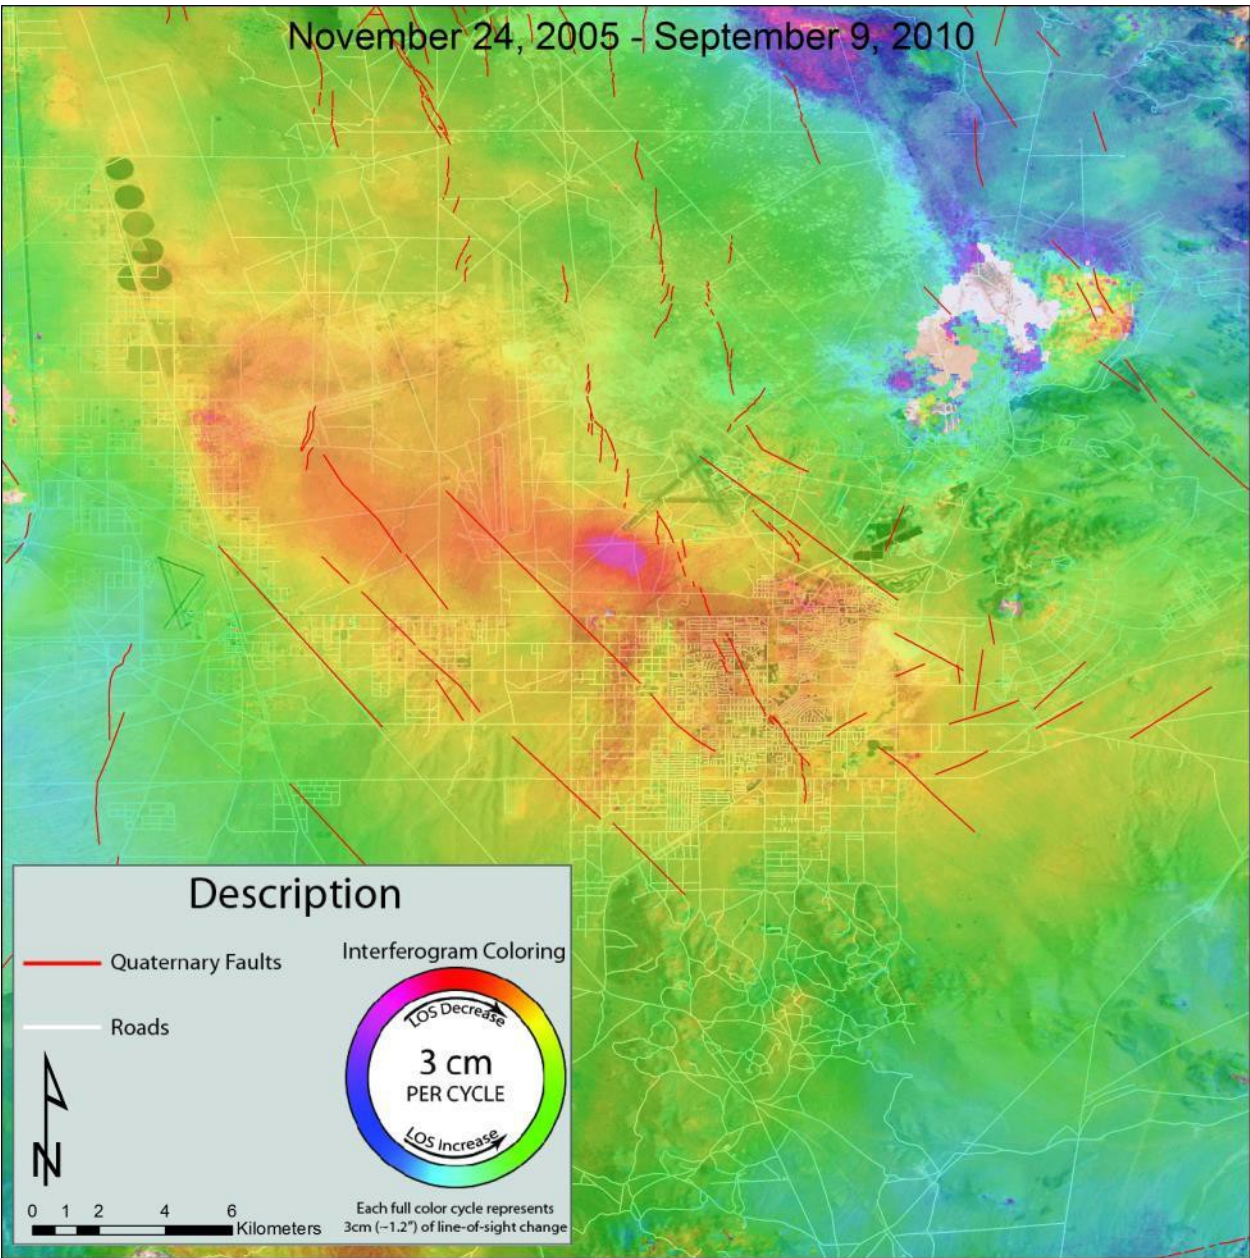 November 24, 2005 - September 9, 2010
Description
Quaternary Faults
Roads
N
0 1 2 4 6
Kilometers
Interferogram Coloring
LOS Decrease
3 cm
PER CYCLE
LOS Increase
Each full color cycle represents
3cm (~1.2") of line-of-sight change